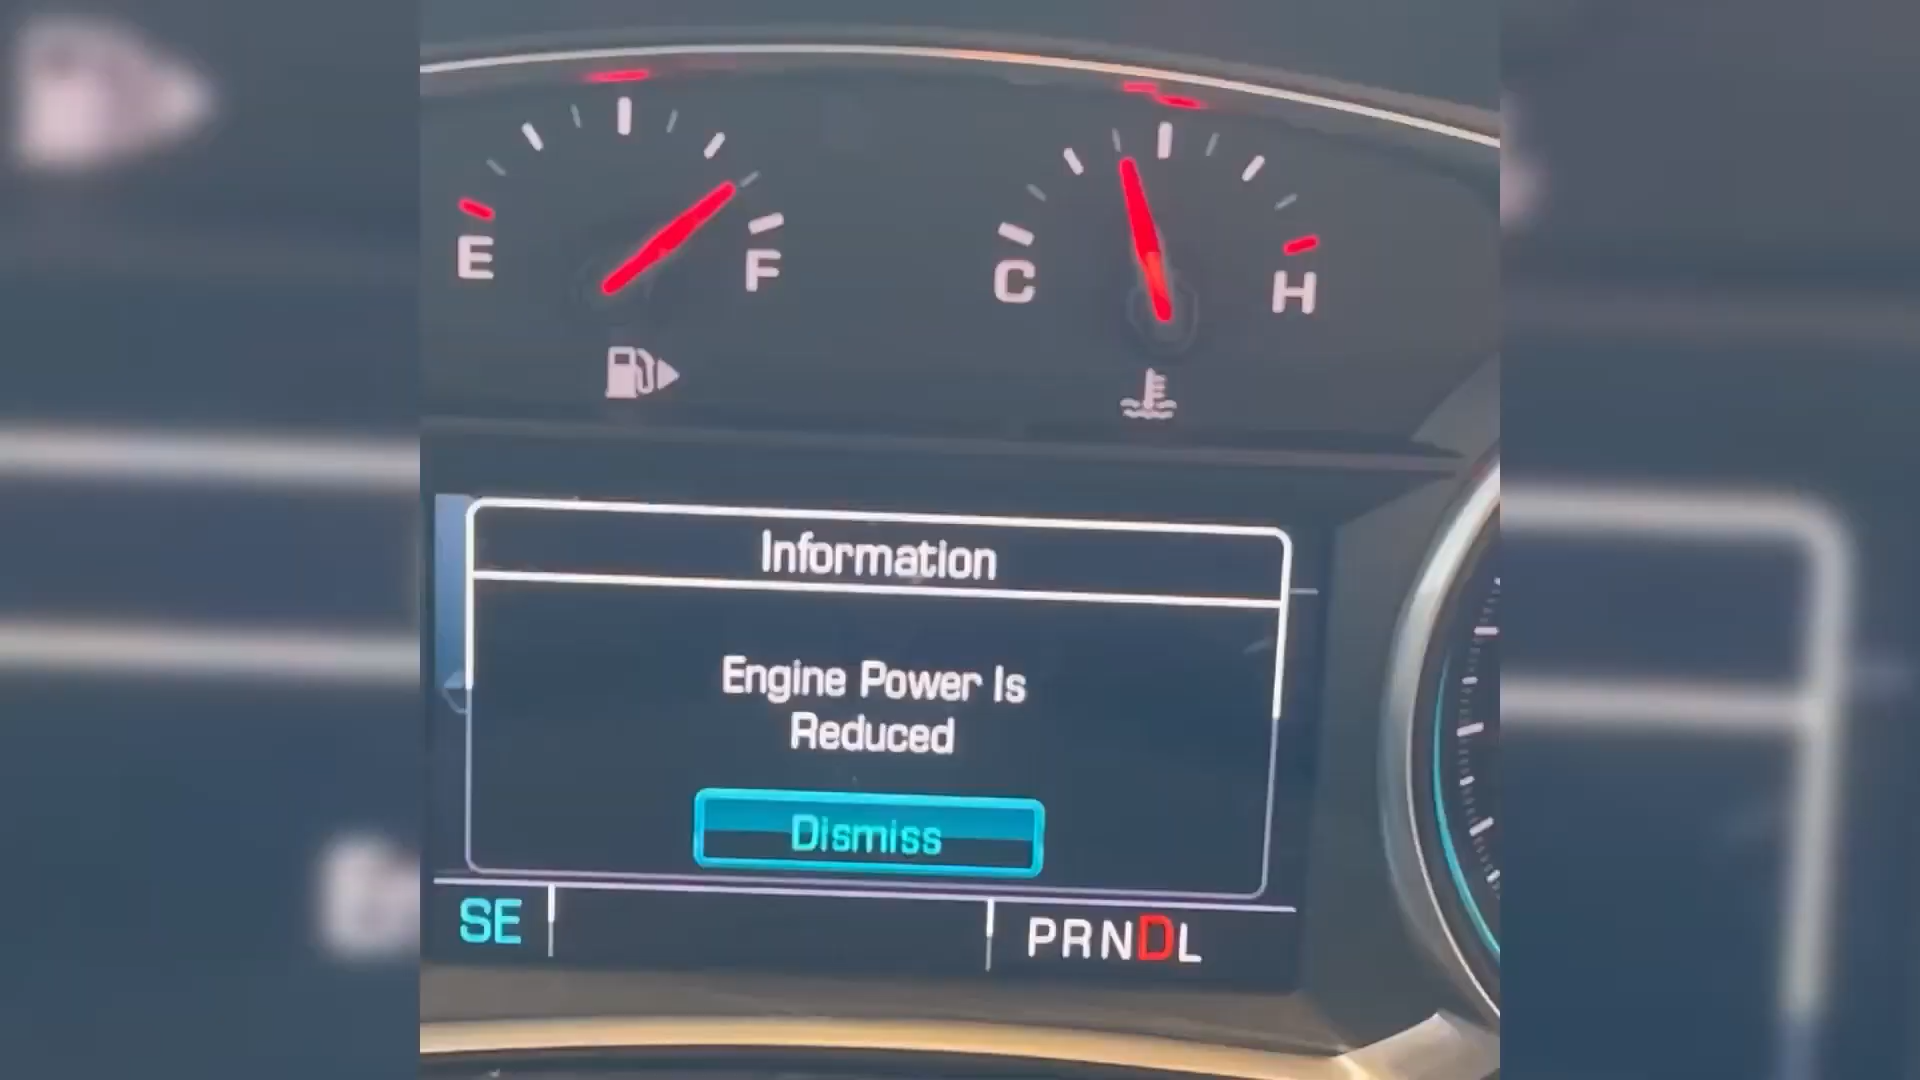 E F
C H
Information
Engine Power Is
Reduced
Dismiss
SE
PRNDL